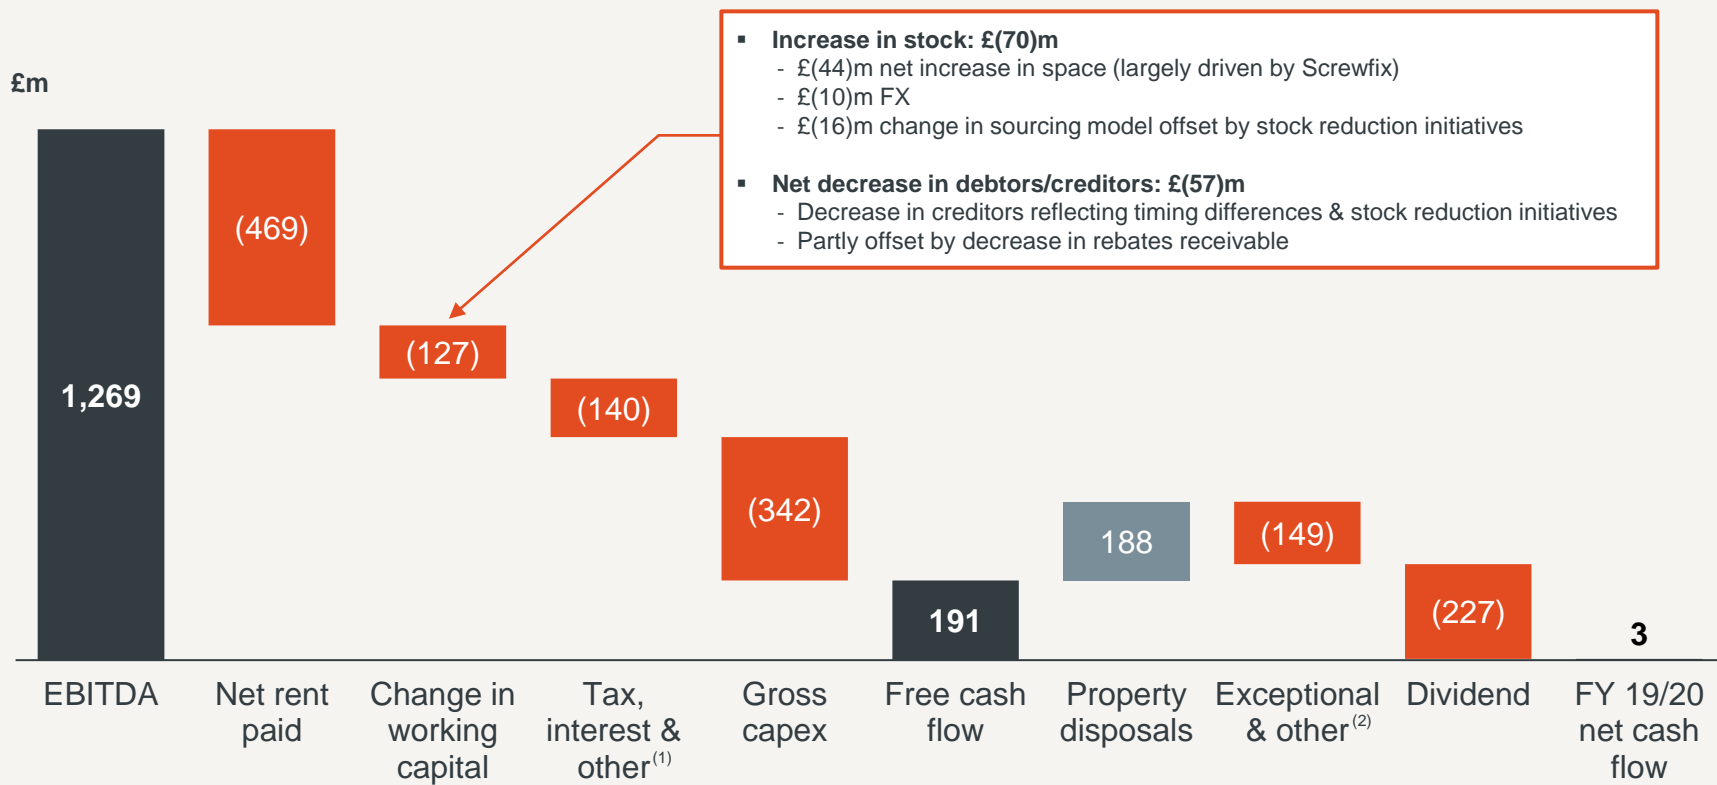 £m
▪ Increase in stock: £(70)m
- £(44)m net increase in space (largely driven by Screwfix)
- £(10)m FX
- £(16)m change in sourcing model offset by stock reduction initiatives
▪ Net decrease in debtors/creditors: £(57)m
- Decrease in creditors reflecting timing differences & stock reduction initiatives
- Partly offset by decrease in rebates receivable
1,269
(469)
(127)
(140)
(342)
191
188
(149)
(227)
3
EBITDA
Net rent
paid
Change in
working
capital
Tax,
interest &
other(1)
Gross
capex
Free cash
flow
Property
disposals
Exceptional
& other(2)
Dividend
FY 19/20
net cash
flow